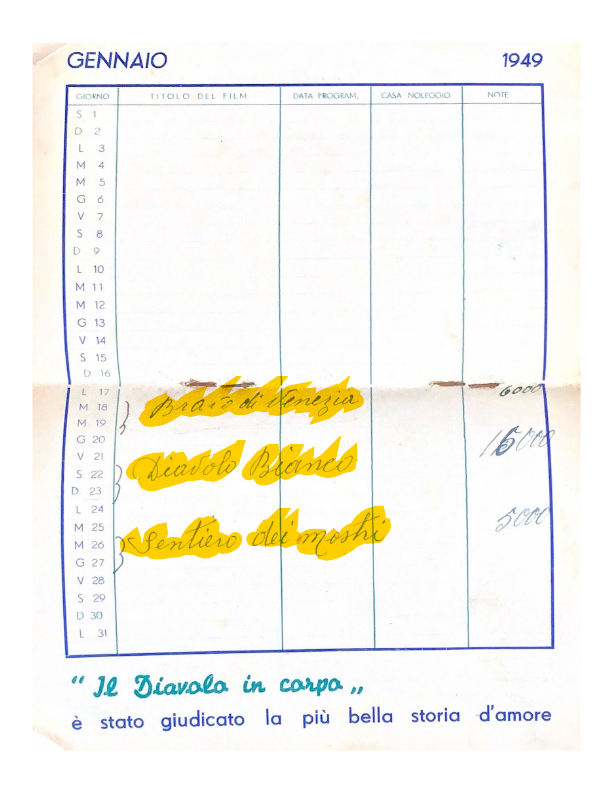 GENNAIO 1949
GIORNO TITOLO DEL FILM DATA PROGRAM. CASA NOLEGGIO NOTE
S 1
D 2
L 3
M 4
M 5
G 6
V 7
S 8
D 9
L 10
M 11
M 12
G 13
V 14
S 15
D 16
L 17 6000
M 18 Bravo di Venezia
M 19
G 20 15000
V 21 Diavolo Bianco
S 22
D 23
L 24 5000
M 25
M 26 Sentiero dei mostri
G 27
V 28
S 29
D 30
L 31
“ Il Diavolo in corpo „
è stato giudicato la più bella storia d'amore